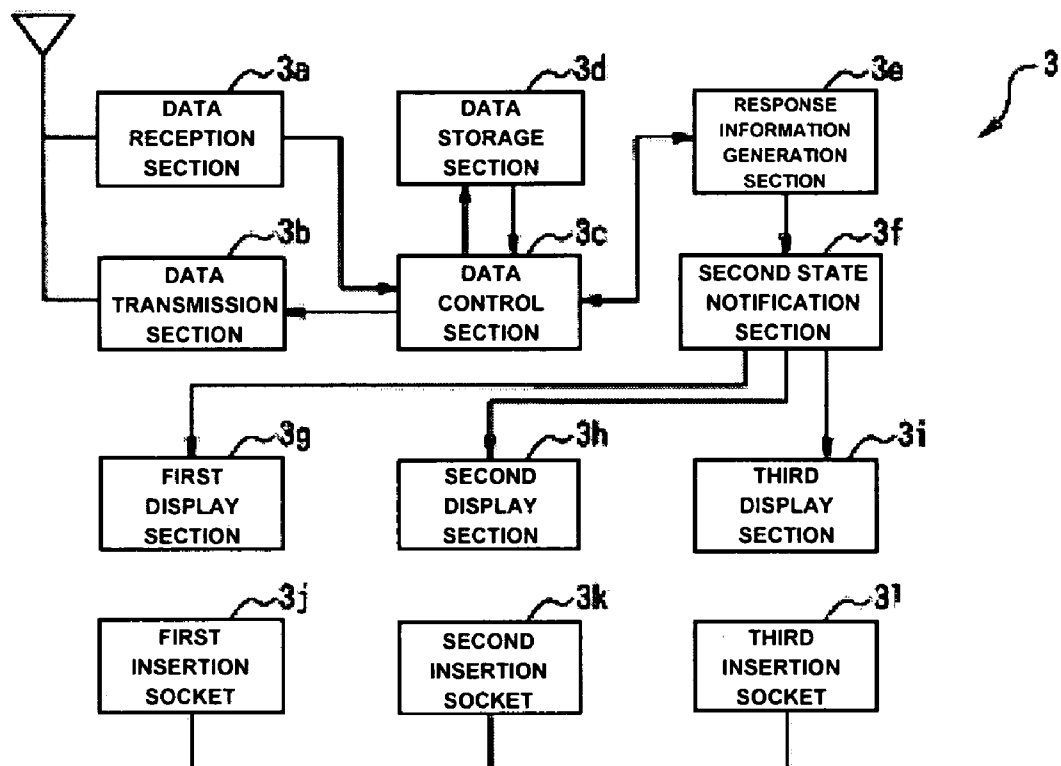 3
3a
DATA
RECEPTION
SECTION
3d
DATA
STORAGE
SECTION
3e
RESPONSE
INFORMATION
GENERATION
SECTION
3b
DATA
TRANSMISSION
SECTION
3c
DATA
CONTROL
SECTION
3f
SECOND STATE
NOTIFICATION
SECTION
3g
FIRST
DISPLAY
SECTION
3h
SECOND
DISPLAY
SECTION
3i
THIRD
DISPLAY
SECTION
3j
FIRST
INSERTION
SOCKET
3k
SECOND
INSERTION
SOCKET
3l
THIRD
INSERTION
SOCKET